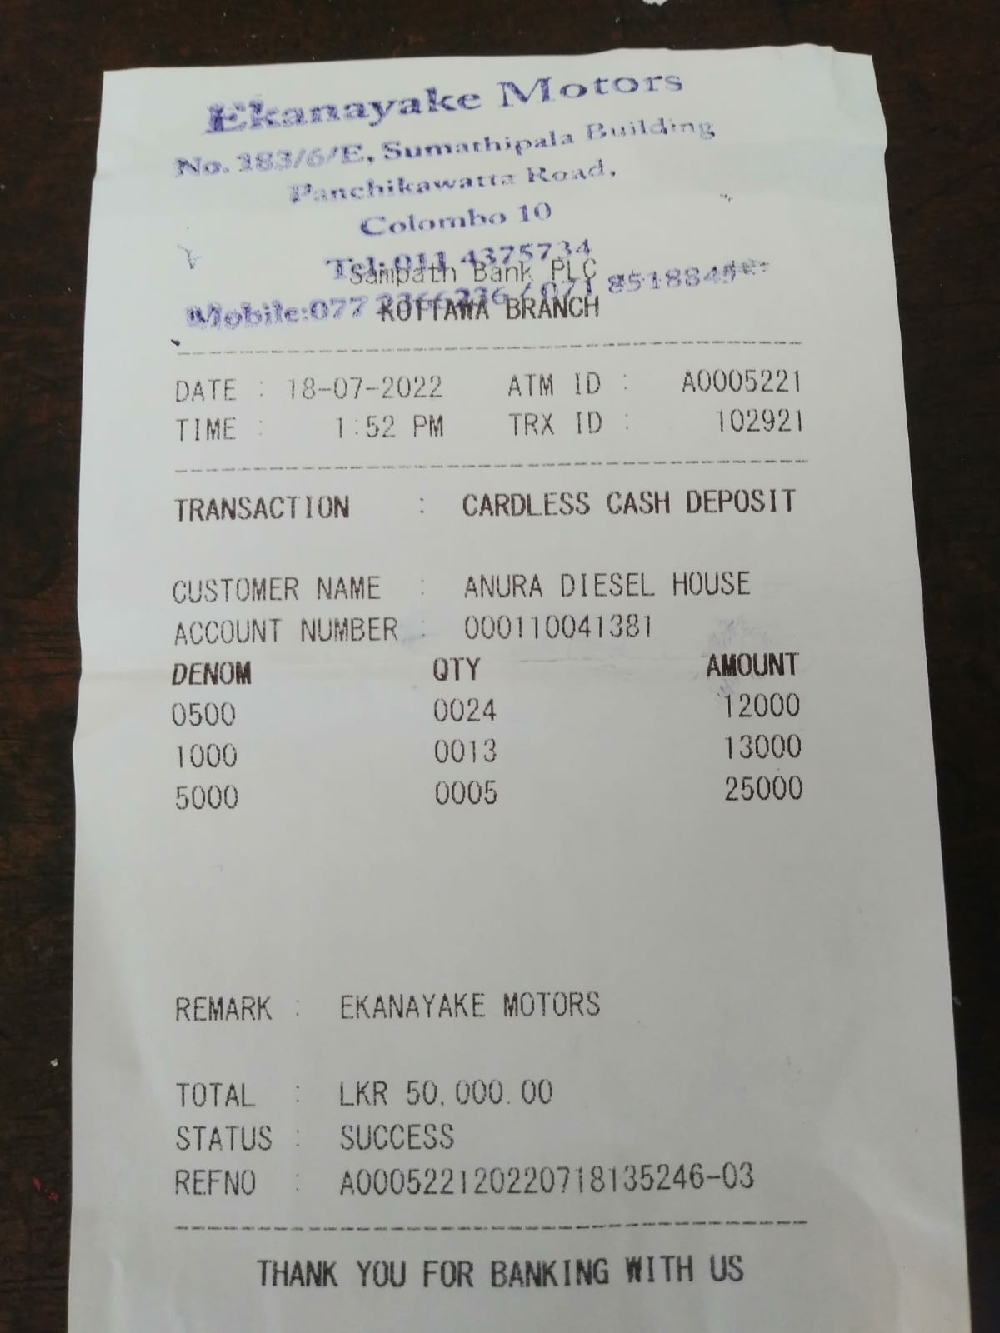 Ekanayake Motors
No. 383/6/E, Sumathipala Building
Panchikawatta Road,
Colombo 10
Tel: 011 4375734
Sampath Bank PLC
Mobile: 077 / 071 8518845
KOTTAWA BRANCH
DATE : 18-07-2022 ATM ID : A0005221
TIME : 1:52 PM TRX ID : 102921
TRANSACTION : CARDLESS CASH DEPOSIT
CUSTOMER NAME : ANURA DIESEL HOUSE
ACCOUNT NUMBER : 000110041381
DENOM QTY AMOUNT
0500 0024 12000
1000 0013 13000
5000 0005 25000
REMARK : EKANAYAKE MOTORS
TOTAL : LKR 50,000.00
STATUS : SUCCESS
REFNO : A000522120220718135246-03
THANK YOU FOR BANKING WITH US